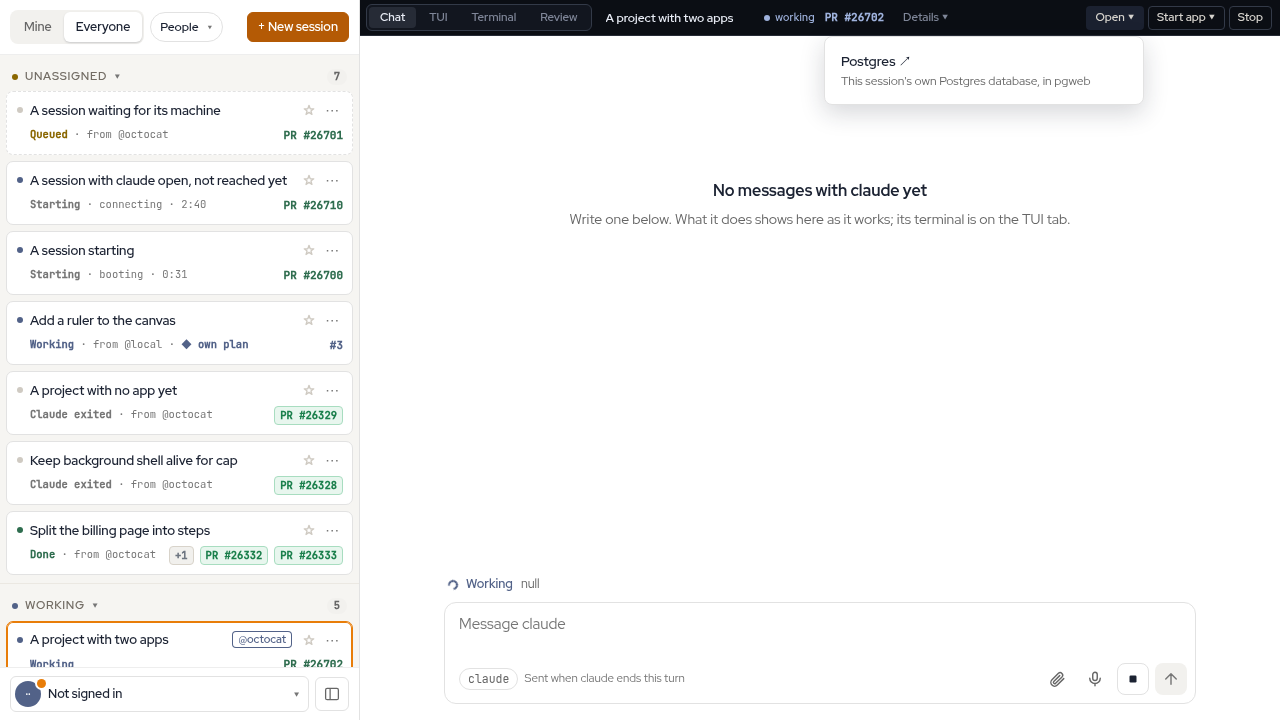 Mine
Everyone
People ▾
+ New session
UNASSIGNED ▾
7
A session waiting for its machine
Queued · from @octocat
PR #26701
A session with claude open, not reached yet
Starting · connecting · 2:40
PR #26710
A session starting
Starting · booting · 0:31
PR #26700
Add a ruler to the canvas
Working · from @local · ◆ own plan
#3
A project with no app yet
Claude exited · from @octocat
PR #26329
Keep background shell alive for cap
Claude exited · from @octocat
PR #26328
Split the billing page into steps
Done · from @octocat
+1
PR #26332
PR #26333
WORKING ▾
5
A project with two apps
@octocat
Working
PR #26702
Not signed in ▾
Chat
TUI
Terminal
Review
A project with two apps
working
PR #26702
Details ▾
Open ▾
Start app ▾
Stop
Postgres ↗
This session's own Postgres database, in pgweb
No messages with claude yet
Write one below. What it does shows here as it works; its terminal is on the TUI tab.
Working null
Message claude
claude
Sent when claude ends this turn